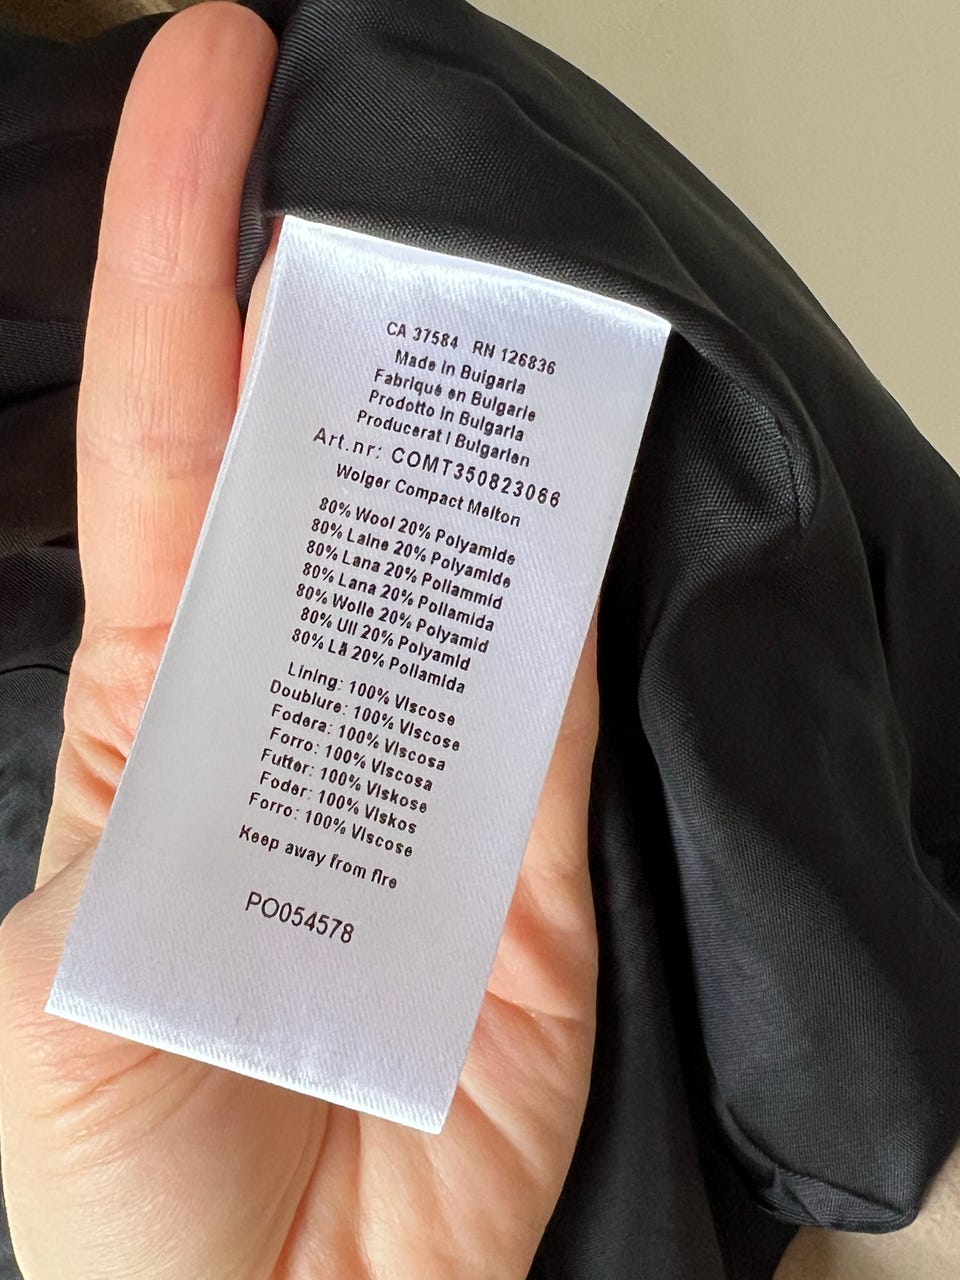 CA 37584 RN 126836
Made in Bulgaria
Fabriqué en Bulgarie
Prodotto in Bulgaria
Producerat I Bulgarien
Art.nr: COMT350823066
Wolger Compact Melton
80% Wool 20% Polyamide
80% Laine 20% Polyamide
80% Lana 20% Poliammid
80% Lana 20% Poliamida
80% Wolle 20% Polyamid
80% Ull 20% Polyamid
80% Lã 20% Poliamida
Lining: 100% Viscose
Doublure: 100% Viscose
Fodera: 100% Viscosa
Forro: 100% Viscosa
Futter: 100% Viskose
Foder: 100% Viskos
Forro: 100% Viscose
Keep away from fire
PO054578